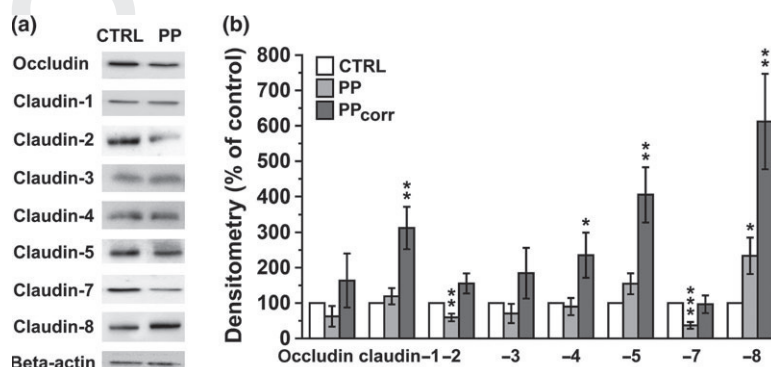 (a)
CTRL PP
Occludin
Claudin-1
Claudin-2
Claudin-3
Claudin-4
Claudin-5
Claudin-7
Claudin-8
Beta-actin
(b)
Densitometry (% of control)
800
700
600
500
400
300
200
100
0
CTRL
PP
PPcorr
**
**
*
**
***
*
**
Occludin claudin–1 –2 –3 –4 –5 –7 –8